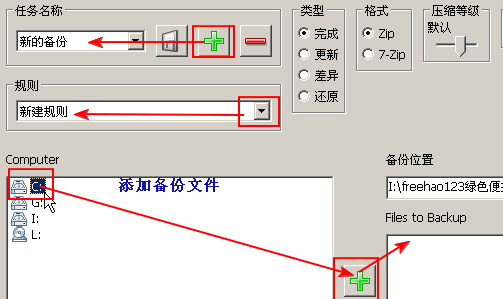 任务名称
新的备份
类型
完成
更新
差异
还原
格式
Zip
7-Zip
压缩等级
默认
规则
新建规则
Computer
添加备份文件
C:
G:
I:
L:
备份位置
I:\freehao123绿色便
Files to Backup